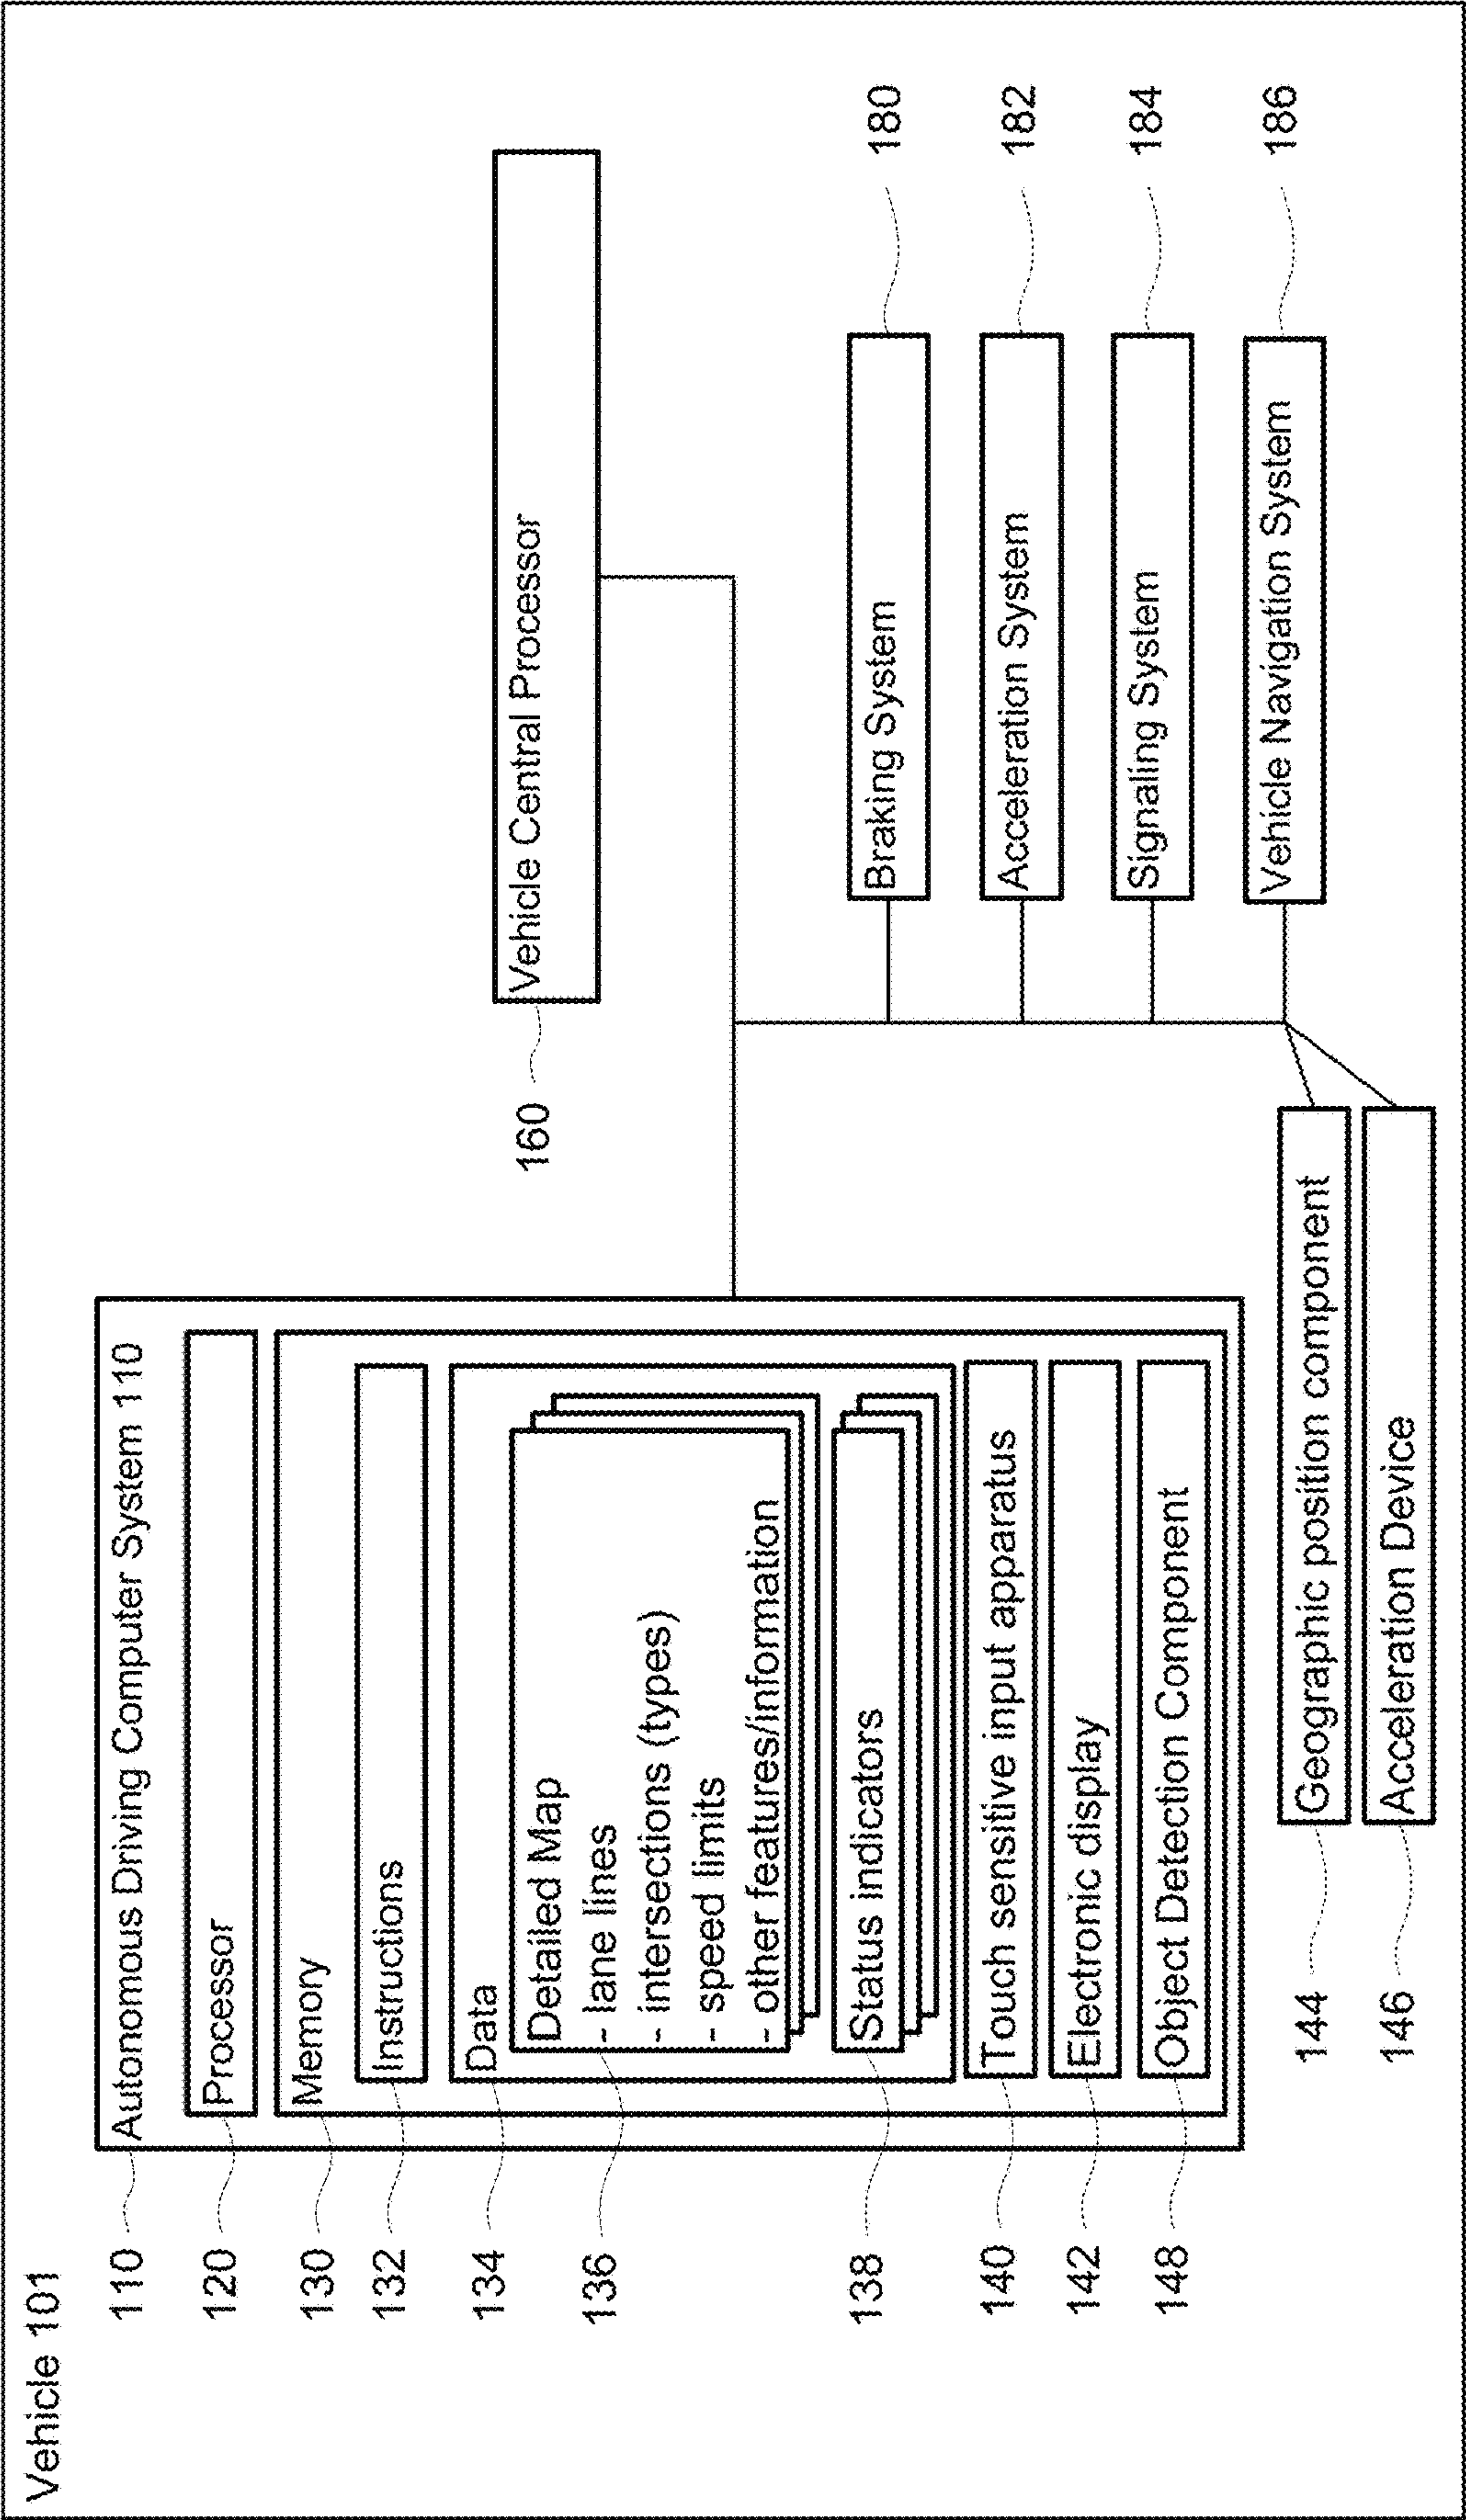 Vehicle 101
110
Autonomous Driving Computer System 110
120
Processor
130
Memory
132
Instructions
134
Data
136
Detailed Map
- lane lines
- intersections (types)
- speed limits
- other features/information
138
Status indicators
140
Touch sensitive input apparatus
142
Electronic display
148
Object Detection Component
144
Geographic position component
146
Acceleration Device
160
Vehicle Central Processor
Braking System
180
Acceleration System
182
Signaling System
184
Vehicle Navigation System
186